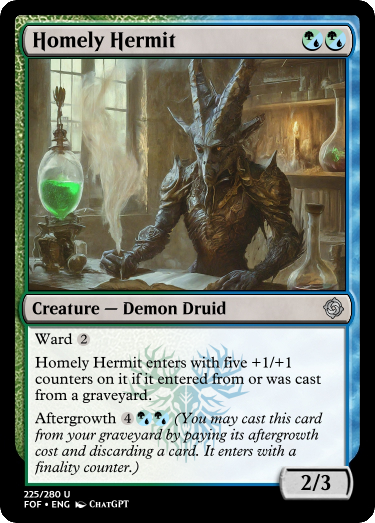 Homely Hermit
Creature — Demon Druid
Ward 2
Homely Hermit enters with five +1/+1
counters on it if it entered from or was cast
from a graveyard.
Aftergrowth 4 (You may cast this card
from your graveyard by paying its aftergrowth
cost and discarding a card. It enters with a
finality counter.)
2/3
225/280 U
FOF • ENG ChatGPT